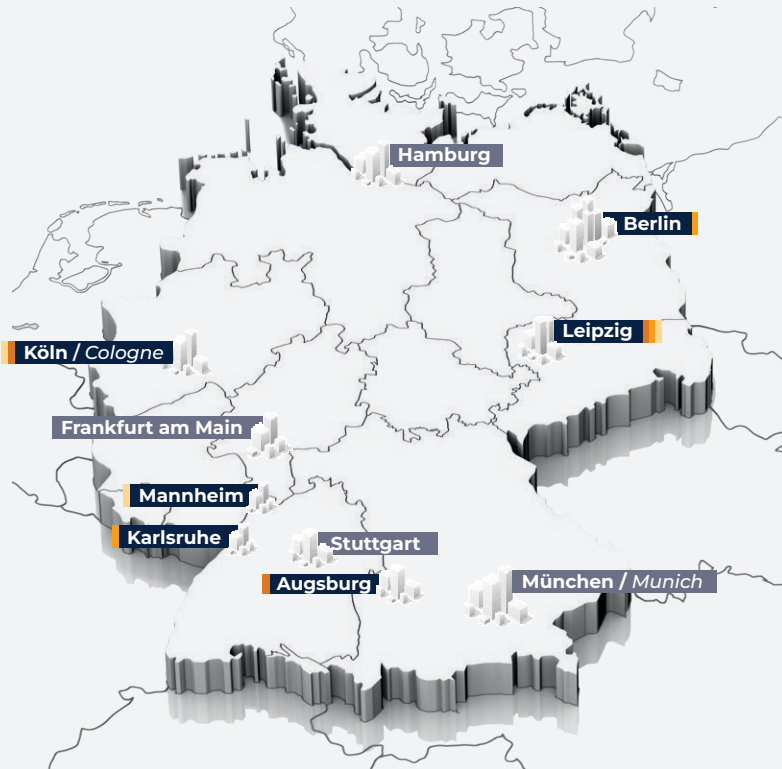 Hamburg
Berlin
Leipzig
Köln / Cologne
Frankfurt am Main
Mannheim
Karlsruhe
Stuttgart
Augsburg
München / Munich